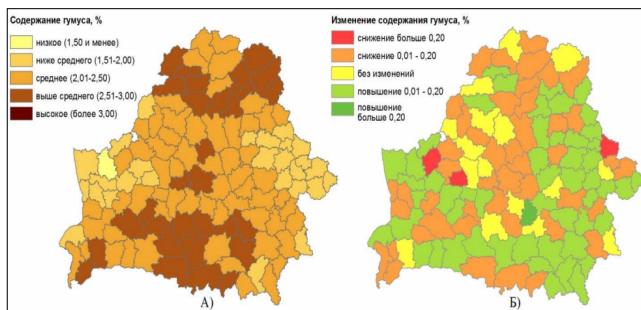 Содержание гумуса, %
низкое (1,50 и менее)
ниже среднего (1,51-2,00)
среднее (2,01-2,50)
выше среднего (2,51-3,00)
высокое (более 3,00)
А)
Изменение содержания гумуса, %
снижение больше 0,20
снижение 0,01 - 0,20
без изменений
повышение 0,01 - 0,20
повышение
больше 0,20
Б)